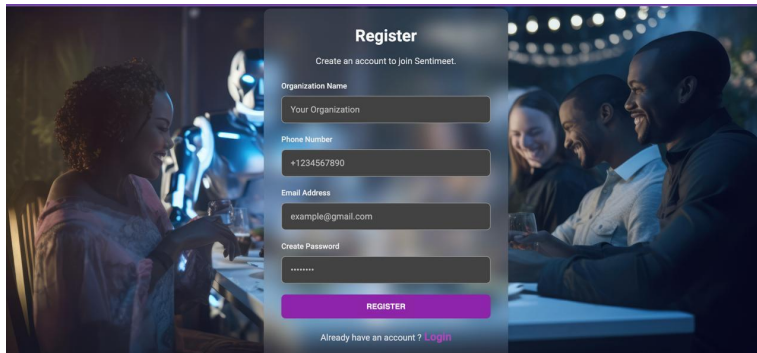 Register
Create an account to join Sentimeet.
Organization Name
Your Organization
Phone Number
+1234567890
Email Address
example@gmail.com
Create Password
········
REGISTER
Already have an account ? Login